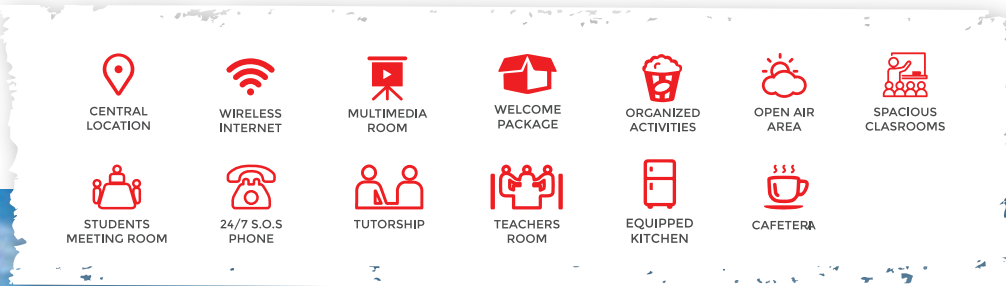 CENTRAL
LOCATION
WIRELESS
INTERNET
MULTIMEDIA
ROOM
WELCOME
PACKAGE
ORGANIZED
ACTIVITIES
OPEN AIR
AREA
SPACIOUS
CLASROOMS
STUDENTS
MEETING ROOM
24/7 S.O.S
PHONE
TUTORSHIP
TEACHERS
ROOM
EQUIPPED
KITCHEN
CAFETERA